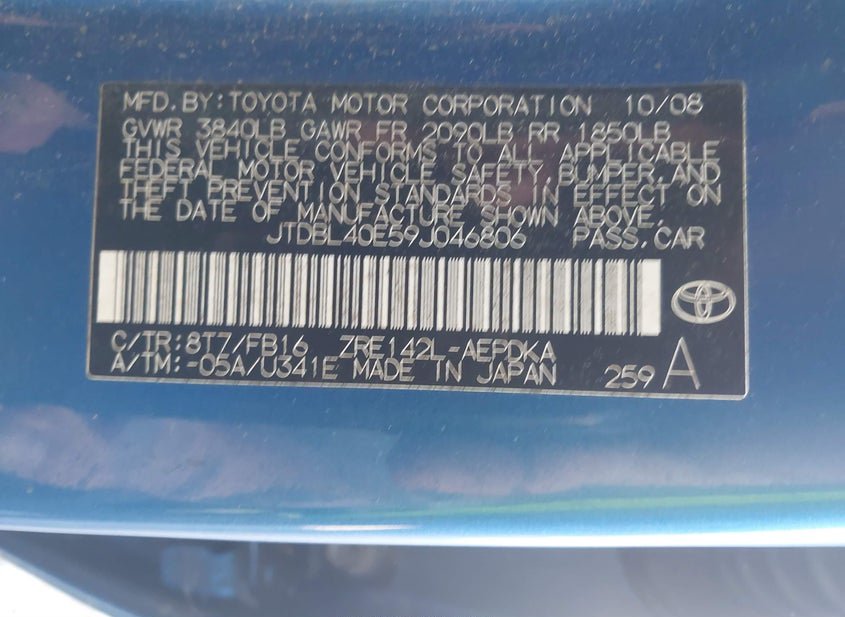 MFD. BY: TOYOTA MOTOR CORPORATION 10/08
GVWR 3840LB GAWR FR 2090LB RR 1850LB
THIS VEHICLE CONFORMS TO ALL APPLICABLE
FEDERAL MOTOR VEHICLE SAFETY, BUMPER, AND
THEFT PREVENTION STANDARDS IN EFFECT ON
THE DATE OF MANUFACTURE SHOWN ABOVE.
JTDBL40E59J046806 PASS. CAR
C/TR: 8T7/FB16 ZRE142L-AEPDKA
A/TM: -05A/U341E MADE IN JAPAN 259 A